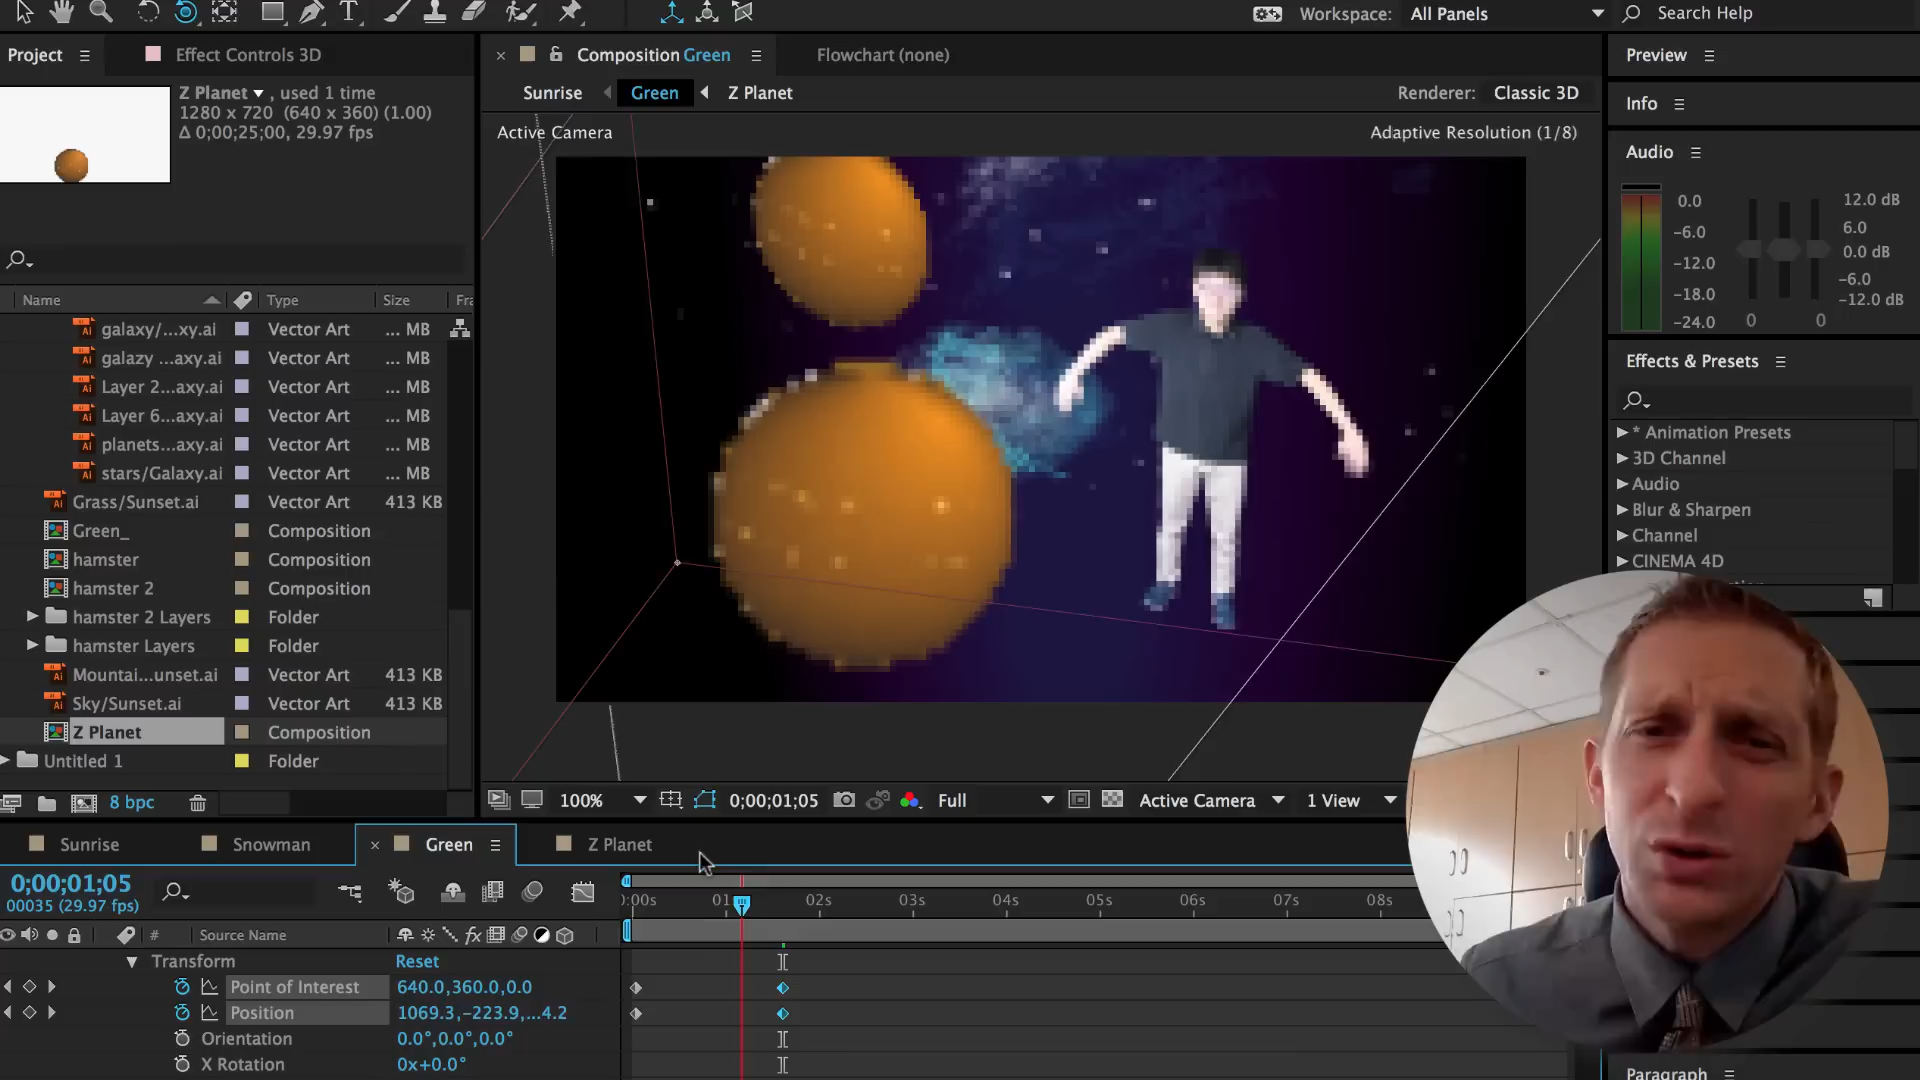 Workspace: All Panels Search Help
Project Effect Controls 3D Composition Green Flowchart (none) Preview
Z Planet , used 1 time
1280 x 720 (640 x 360) (1.00)
Δ 0;00;25;00, 29.97 fps
Sunrise Green Z Planet Renderer: Classic 3D
Active Camera Adaptive Resolution (1/8)
Info
Audio
0.0 12.0 dB
-6.0 6.0
-12.0 0.0 dB
-18.0 -6.0
-24.0 0 0 -12.0 dB
Effects & Presets
* Animation Presets
3D Channel
Audio
Blur & Sharpen
Channel
CINEMA 4D
Name Type Size Fra
Ai galaxy/...xy.ai Vector Art ... MB
Ai galazy ...axy.ai Vector Art ... MB
Ai Layer 2...axy.ai Vector Art ... MB
Ai Layer 6...axy.ai Vector Art ... MB
Ai planets...axy.ai Vector Art ... MB
Ai stars/Galaxy.ai Vector Art ... MB
Ai Grass/Sunset.ai Vector Art 413 KB
Green_ Composition
hamster Composition
hamster 2 Composition
hamster 2 Layers Folder
hamster Layers Folder
Ai Mountai...unset.ai Vector Art 413 KB
Ai Sky/Sunset.ai Vector Art 413 KB
Z Planet Composition
Untitled 1 Folder
8 bpc
100% 0;00;01;05 Full Active Camera 1 View
Sunrise Snowman Green Z Planet
0;00;01;05
00035 (29.97 fps)
):00s 01 02s 03s 04s 05s 06s 07s 08s
# Source Name fx
Transform Reset
Point of Interest 640.0,360.0,0.0
Position 1069.3,-223.9,...4.2
Orientation 0.0°,0.0°,0.0°
X Rotation 0x+0.0°
Paragraph